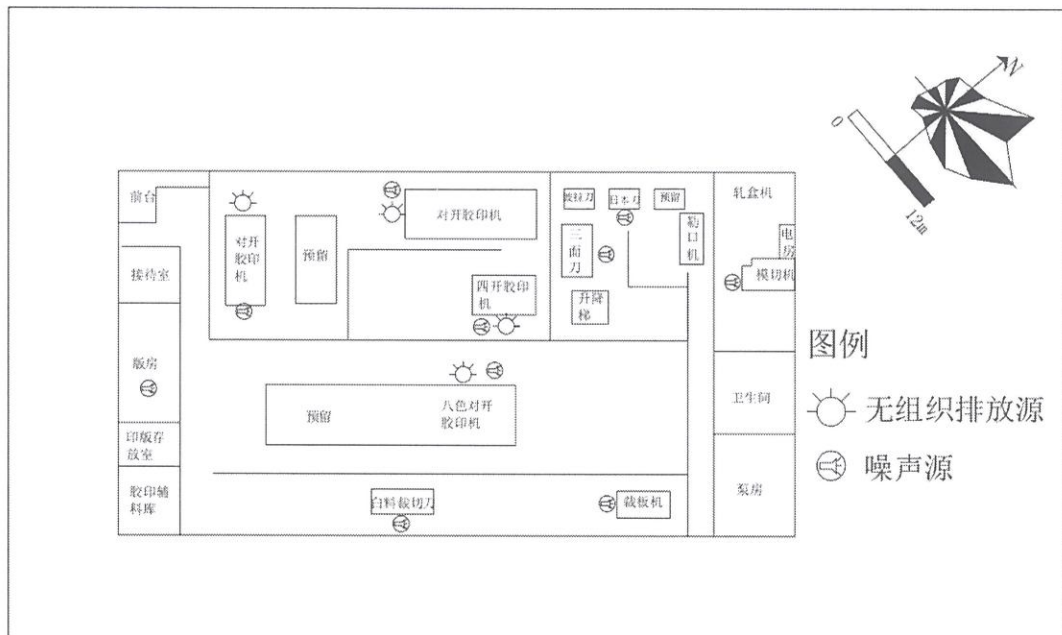 N
0
12m
前台
对开
胶印
机
预留
对开胶印机
四开胶印
机
日本刀
预留
三
面
刀
勒
口
机
升降
梯
轧盒机
电
房
模切机
接待室
版房
印版存
放室
胶印辅
料库
预留
八色对开
胶印机
白料裁切刀
裁板机
卫生间
泵房
图例
无组织排放源
噪声源